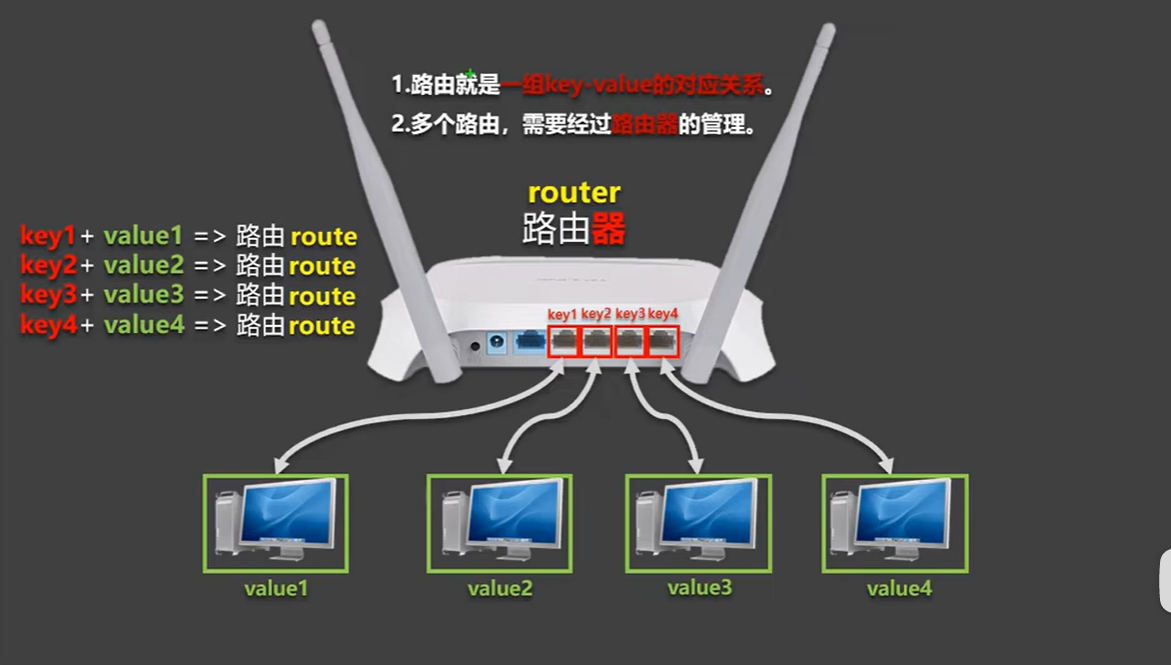 1.路由就是一组key-value的对应关系。
2.多个路由，需要经过路由器的管理。
router
路由器
key1+ value1 => 路由 route
key2+ value2 => 路由 route
key3+ value3 => 路由 route
key4+ value4 => 路由 route
key1 key2 key3 key4
value1 value2 value3 value4